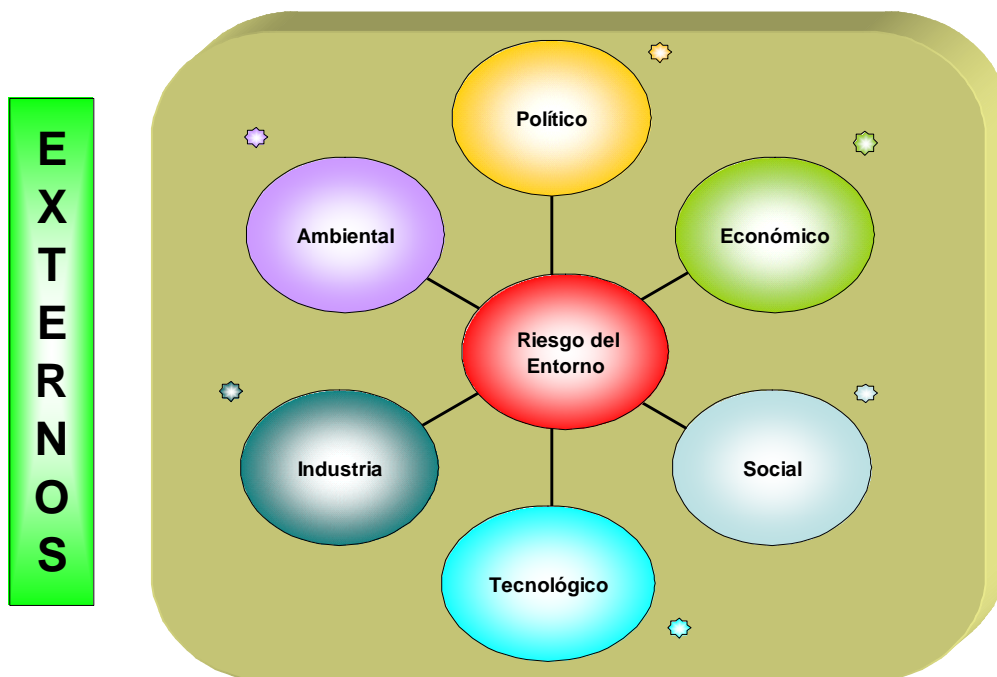 EXTERNOS
Político
Ambiental
Económico
Riesgo del
Entorno
Industria
Social
Tecnológico